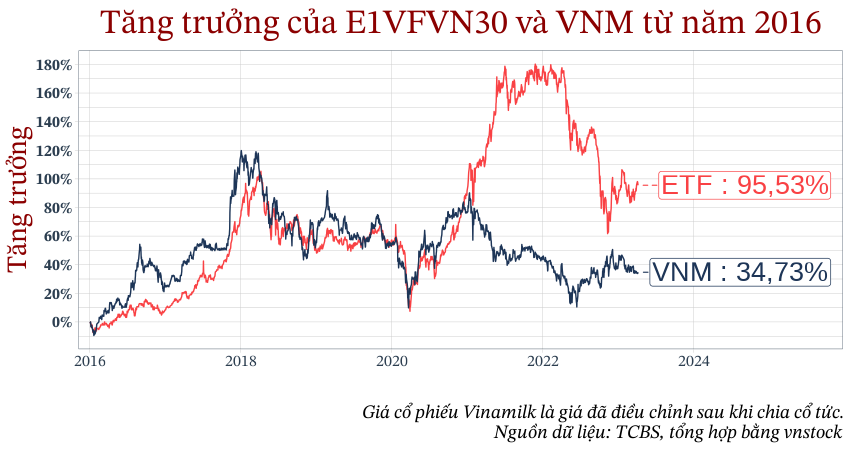 Tăng trưởng của E1VFVN30 và VNM từ năm 2016
Tăng trưởng
180%
160%
140%
120%
100%
80%
60%
40%
20%
0%
ETF : 95,53%
VNM : 34,73%
2016 2018 2020 2022 2024
Giá cổ phiếu Vinamilk là giá đã điều chỉnh sau khi chia cổ tức.
Nguồn dữ liệu: TCBS, tổng hợp bằng vnstock